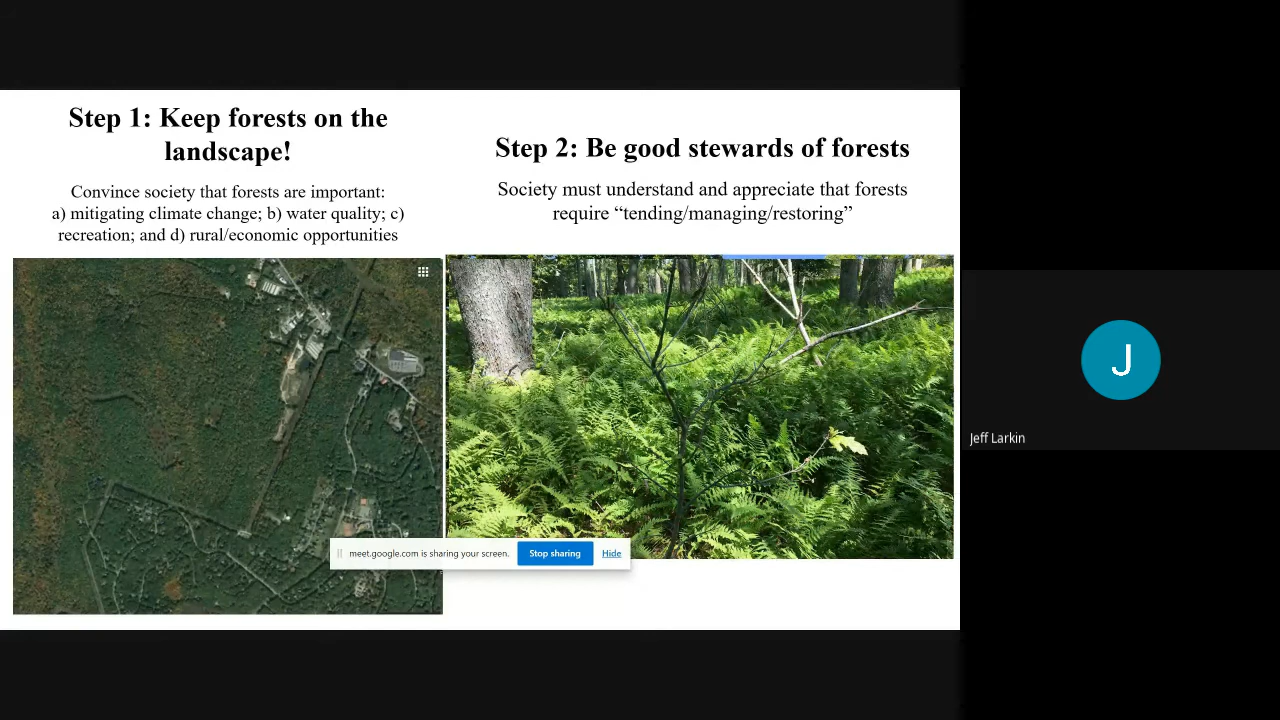 Step 1: Keep forests on the
landscape!
Convince society that forests are important:
a) mitigating climate change; b) water quality; c)
recreation; and d) rural/economic opportunities
Step 2: Be good stewards of forests
Society must understand and appreciate that forests
require “tending/managing/restoring”
meet.google.com is sharing your screen.
Stop sharing
Hide
J
Jeff Larkin